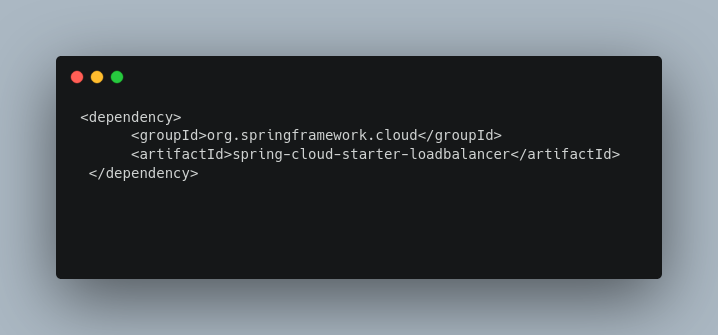 <dependency>
<groupId>org.springframework.cloud</groupId>
<artifactId>spring-cloud-starter-loadbalancer</artifactId>
</dependency>